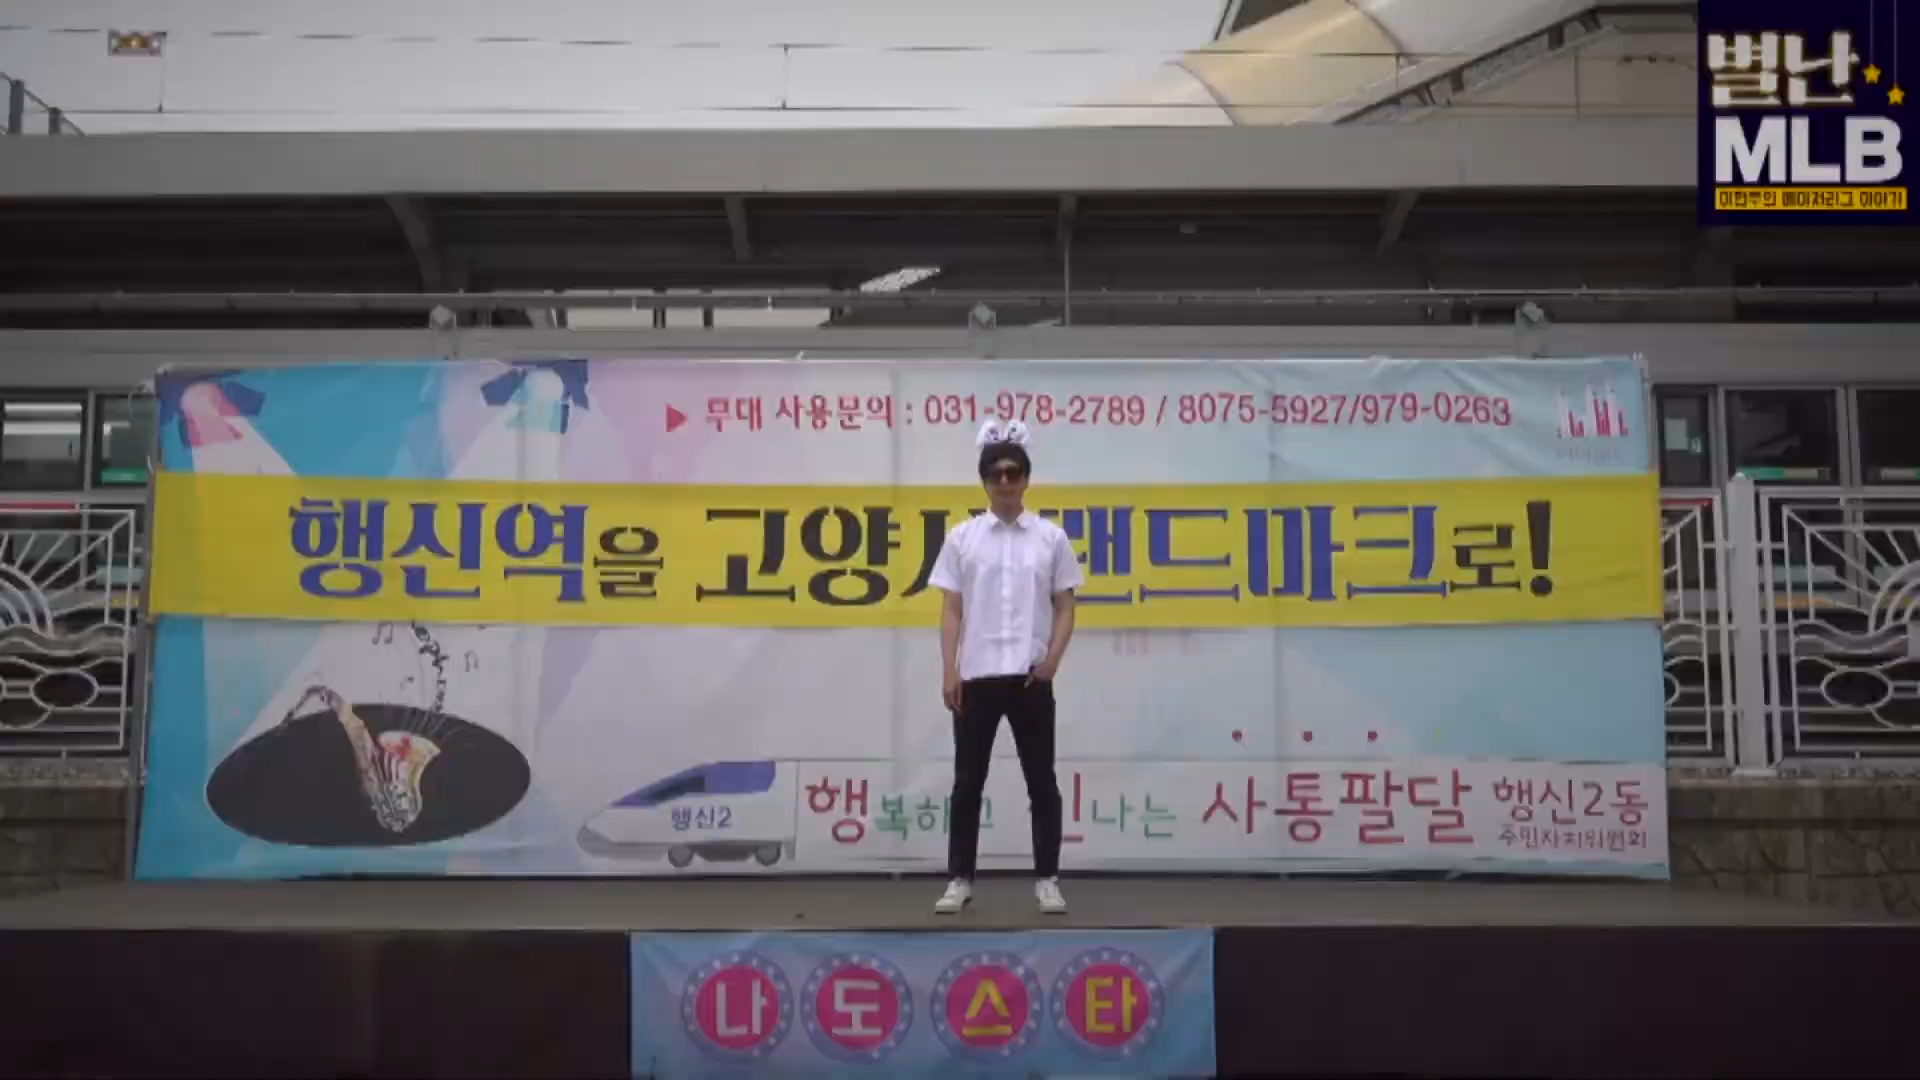 별난
MLB
이현우의 메이저리그 이야기
▶ 무대 사용문의 : 031-978-2789 / 8075-5927/979-0263
행신역을 고양시 랜드마크로!
행신2
행복하고 신나는 사통팔달 행신2동
주민자치위원회
나도스타